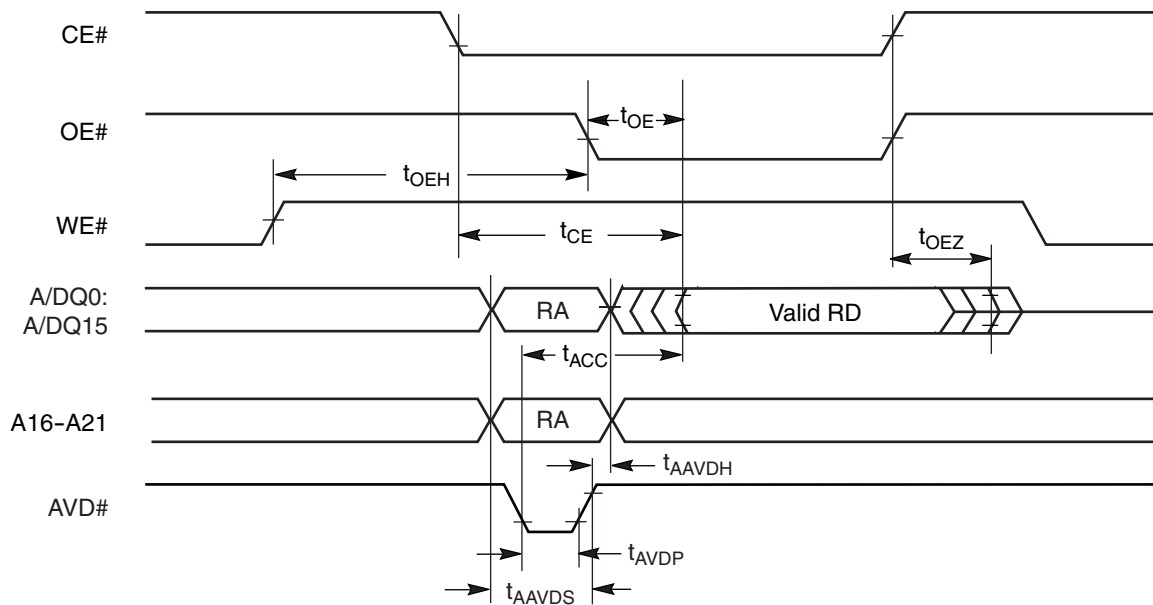 CE#
OE#
tOE
tOEH
WE#
tCE
tOEZ
A/DQ0:
A/DQ15
RA
Valid RD
tACC
A16-A21
RA
tAAVDH
AVD#
tAVDP
tAAVDS